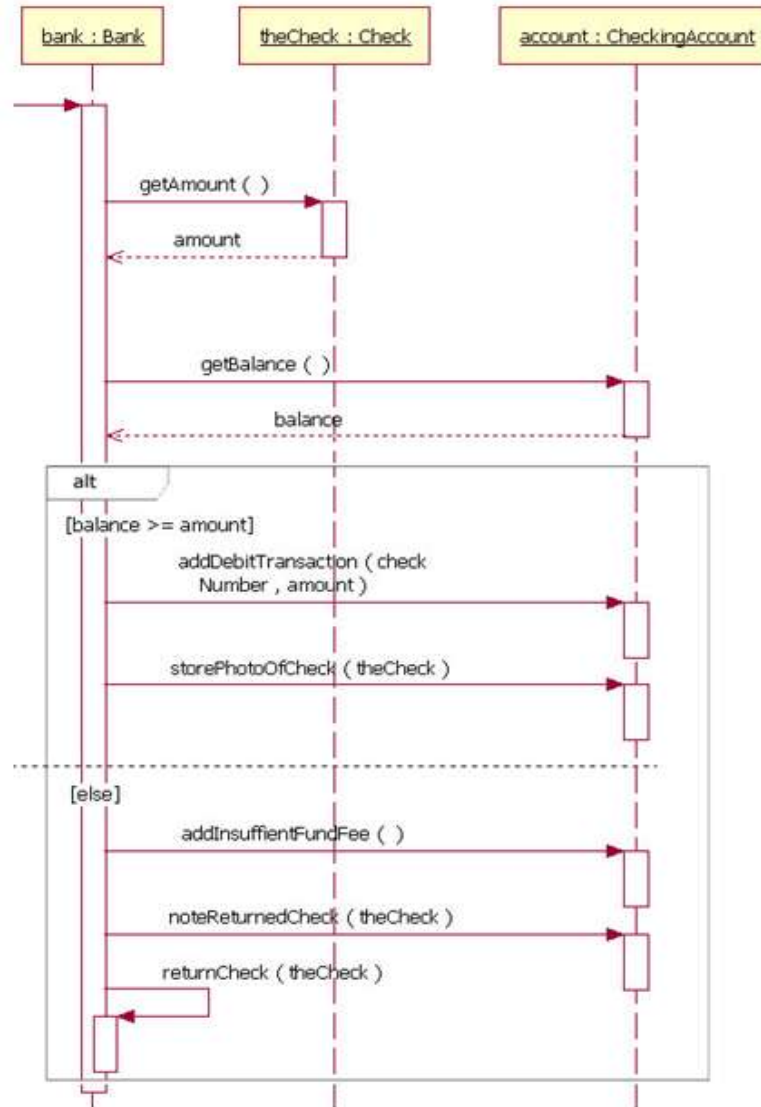 bank : Bank
theCheck : Check
account : CheckingAccount
getAmount ( )
amount
getBalance ( )
balance
alt
[balance >= amount]
addDebitTransaction ( check
Number , amount )
storePhotoOfCheck ( theCheck )
[else]
addInsuffientFundFee ( )
noteReturnedCheck ( theCheck )
returnCheck ( theCheck )